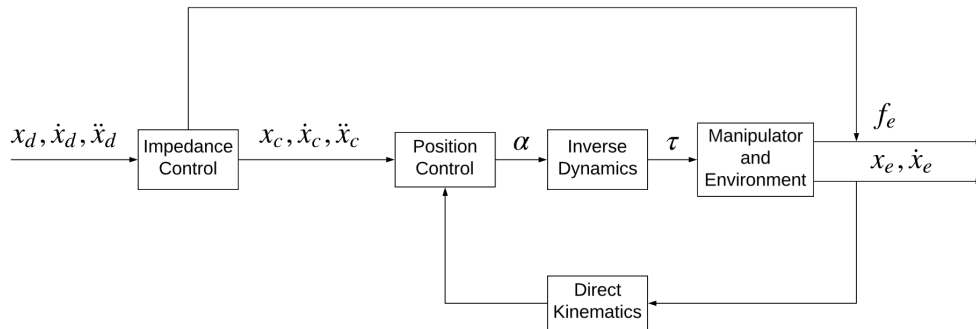 x_d, ẋ_d, ẍ_d
Impedance
Control
x_c, ẋ_c, ẍ_c
Position
Control
α
Inverse
Dynamics
τ
Manipulator
and
Environment
f_e
x_e, ẋ_e
Direct
Kinematics